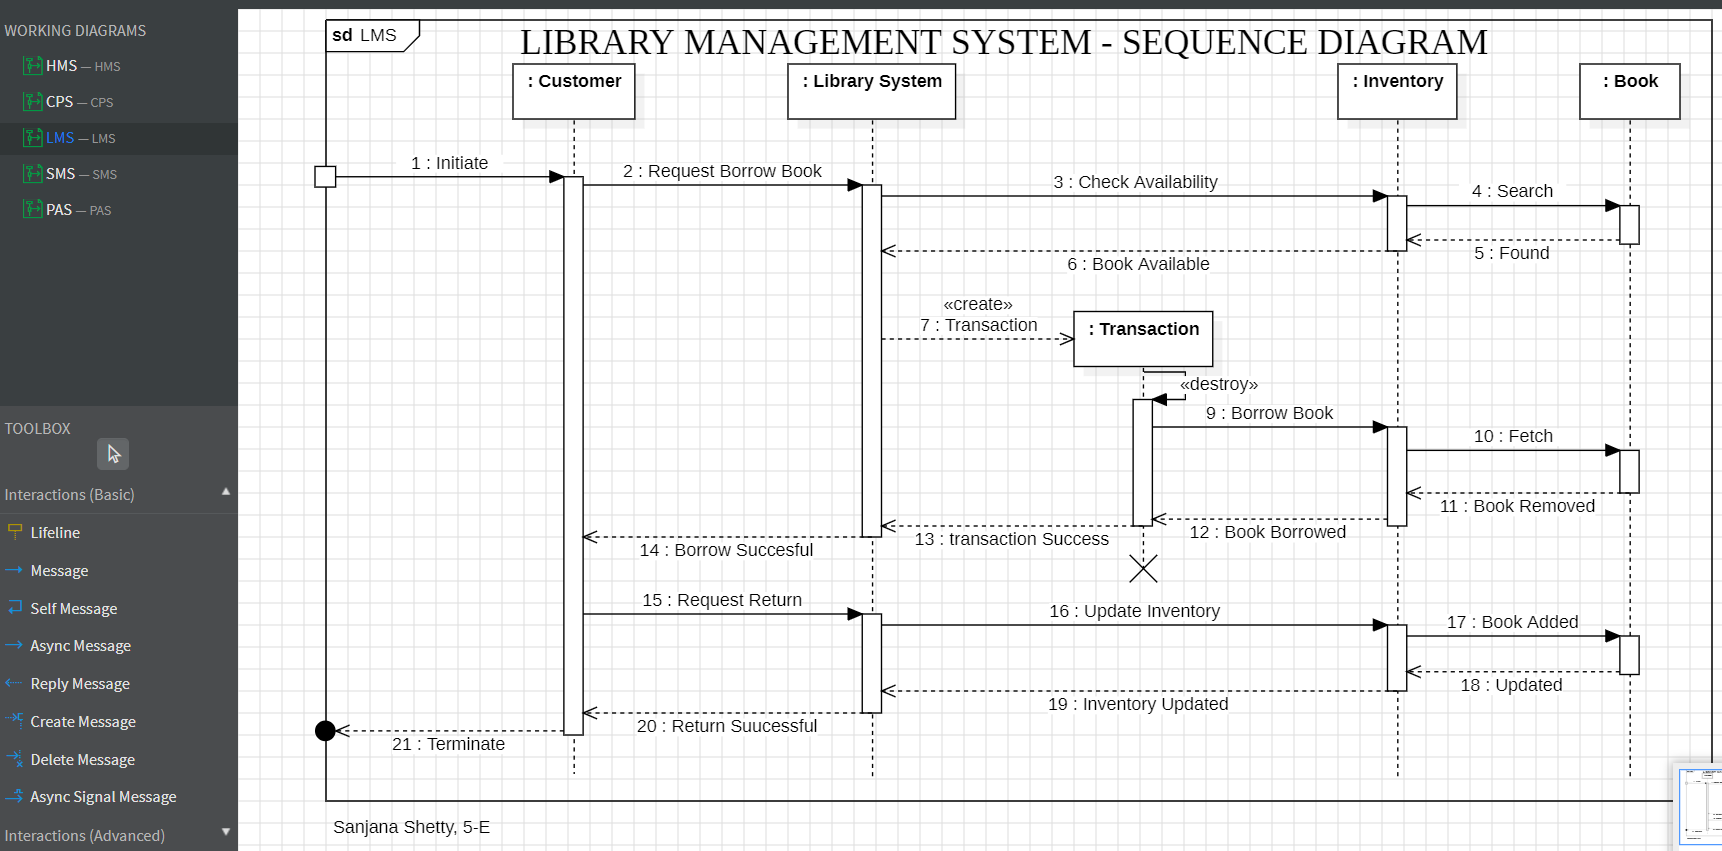 WORKING DIAGRAMS
HMS — HMS
CPS — CPS
LMS — LMS
SMS — SMS
PAS — PAS
TOOLBOX
Interactions (Basic)
Lifeline
Message
Self Message
Async Message
Reply Message
Create Message
Delete Message
Async Signal Message
Interactions (Advanced)
sd LMS
LIBRARY MANAGEMENT SYSTEM - SEQUENCE DIAGRAM
: Customer
: Library System
: Inventory
: Book
1 : Initiate
2 : Request Borrow Book
3 : Check Availability
4 : Search
5 : Found
6 : Book Available
«create»
7 : Transaction
: Transaction
«destroy»
9 : Borrow Book
10 : Fetch
11 : Book Removed
12 : Book Borrowed
13 : transaction Success
14 : Borrow Succesful
15 : Request Return
16 : Update Inventory
17 : Book Added
18 : Updated
19 : Inventory Updated
20 : Return Suucessful
21 : Terminate
Sanjana Shetty, 5-E